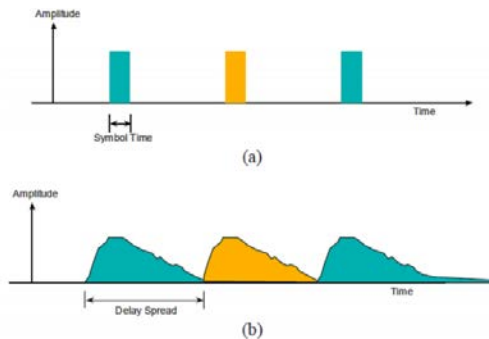 Amplitude
Time
Symbol Time
(a)
Amplitude
Time
Delay Spread
(b)